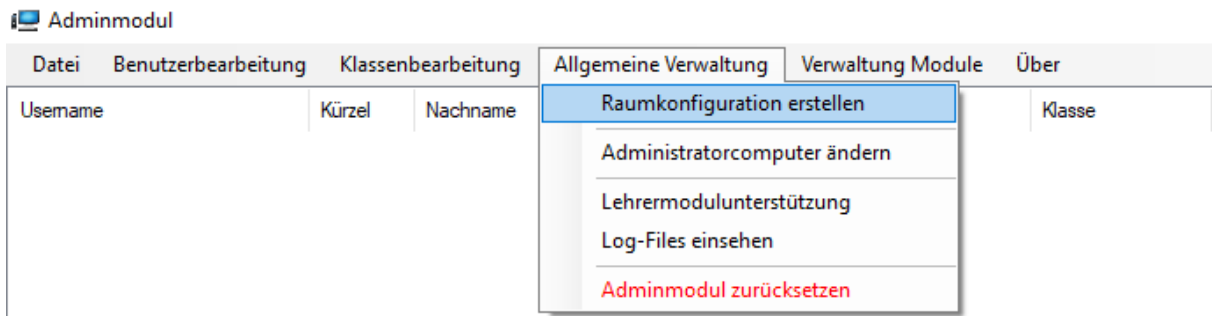 Adminmodul
Datei Benutzerbearbeitung Klassenbearbeitung Allgemeine Verwaltung Verwaltung Module Über
Username Kürzel Nachname Klasse
Raumkonfiguration erstellen
Administratorcomputer ändern
Lehrermodulunterstützung
Log-Files einsehen
Adminmodul zurücksetzen